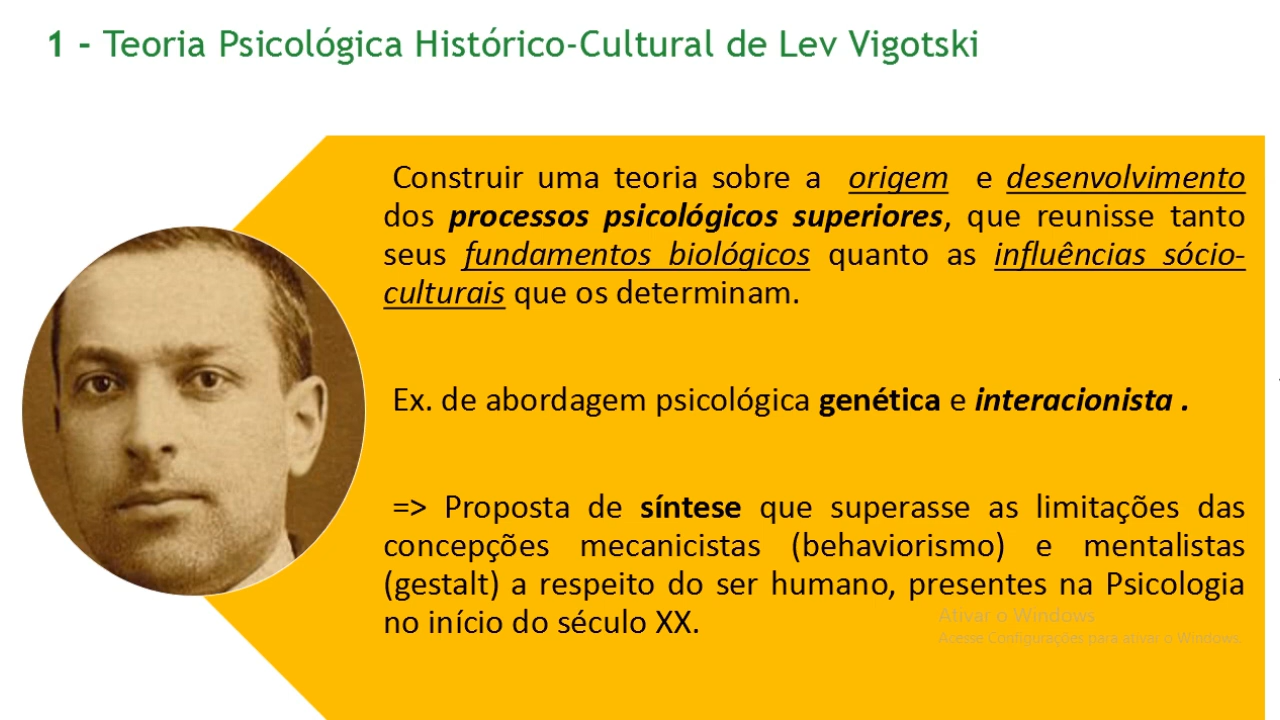 1 - Teoria Psicológica Histórico-Cultural de Lev Vigotski
Construir uma teoria sobre a origem e desenvolvimento
dos processos psicológicos superiores, que reunisse tanto
seus fundamentos biológicos quanto as influências sócio-
culturais que os determinam.
Ex. de abordagem psicológica genética e interacionista .
=> Proposta de síntese que superasse as limitações das
concepções mecanicistas (behaviorismo) e mentalistas
(gestalt) a respeito do ser humano, presentes na Psicologia
no início do século XX.
Ativar o Windows
Acesse Configurações para ativar o Windows.